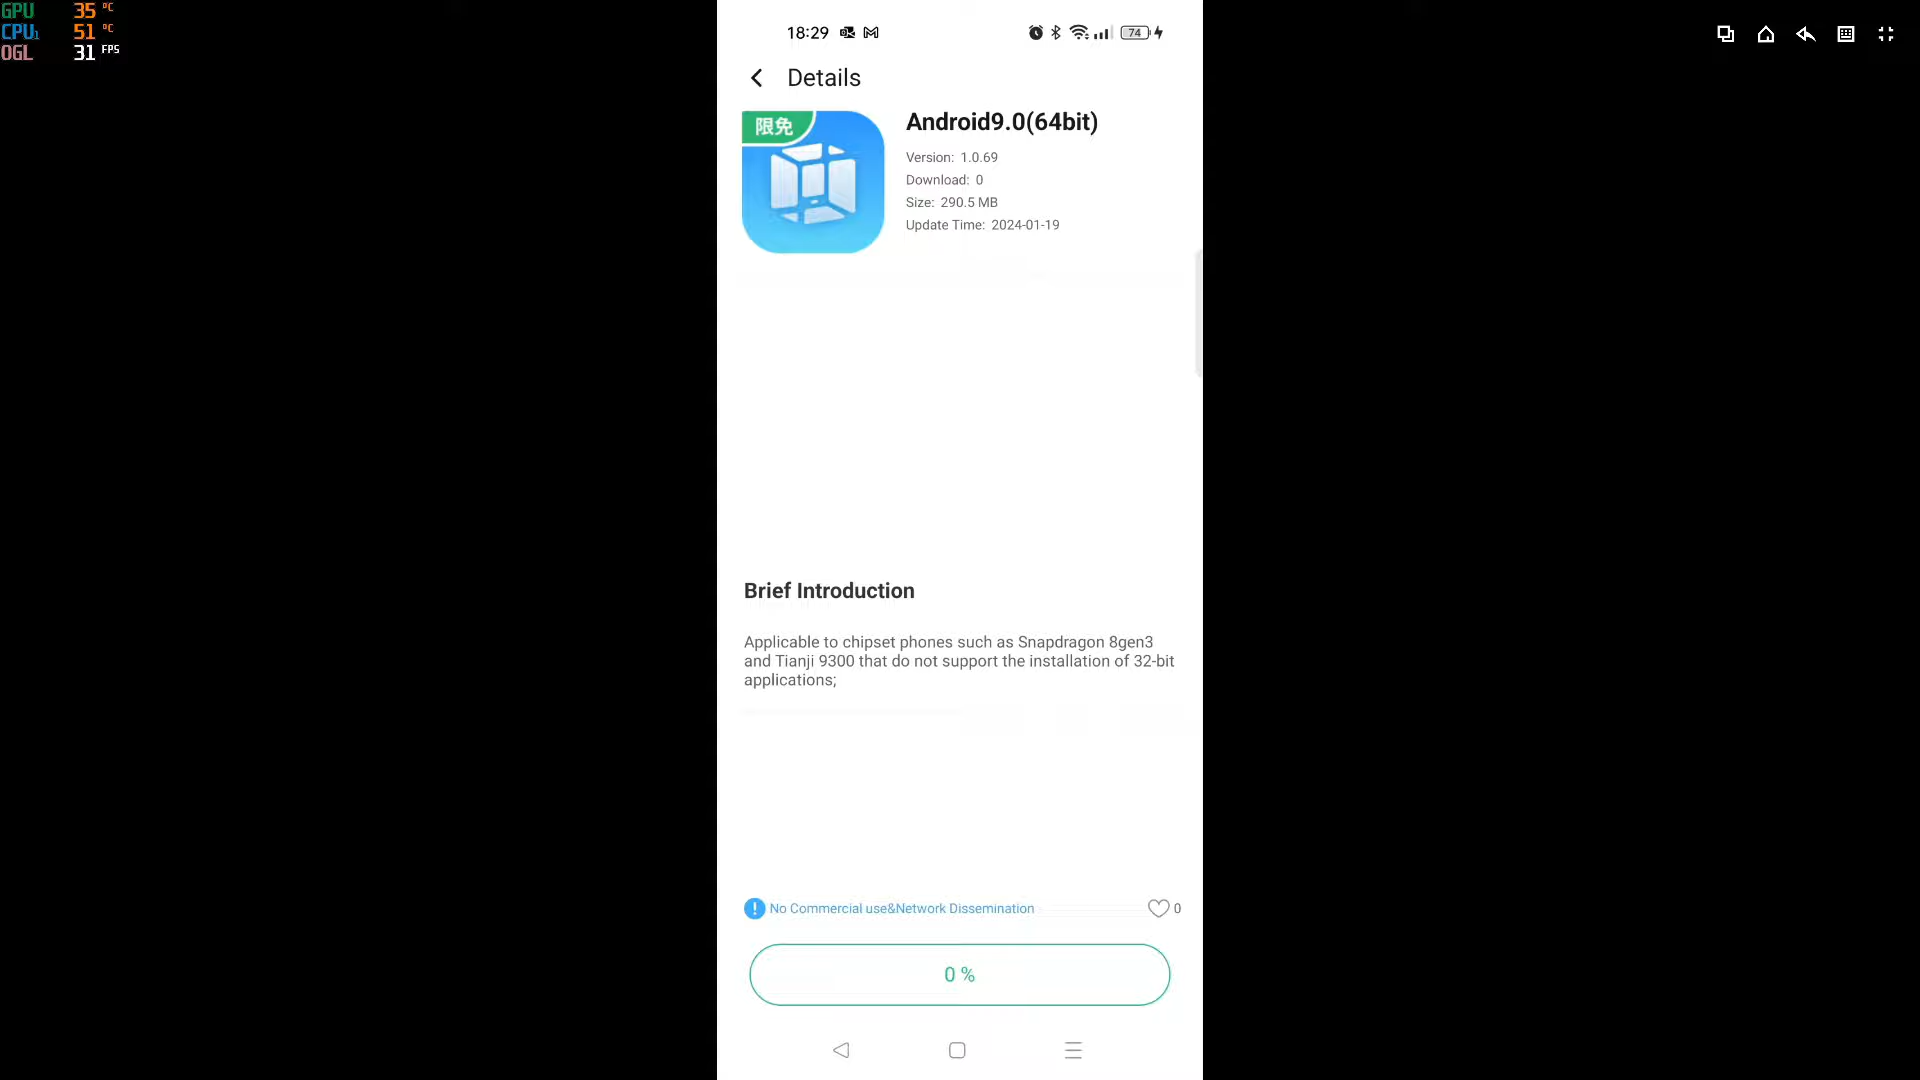 GPU 35 °C
CPU1 51 °C
OGL 31 FPS
18:29
74
Details
限免
Android9.0(64bit)
Version: 1.0.69
Download: 0
Size: 290.5 MB
Update Time: 2024-01-19
Brief Introduction
Applicable to chipset phones such as Snapdragon 8gen3
and Tianji 9300 that do not support the installation of 32-bit
applications;
No Commercial use&Network Dissemination
0
0 %